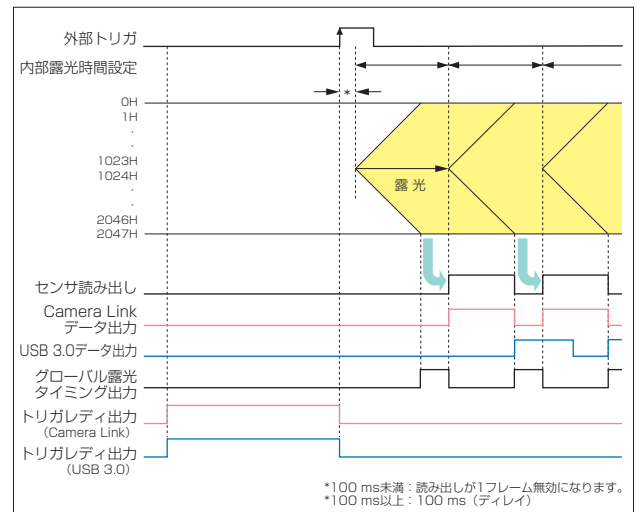 外部トリガ
内部露光時間設定
*
0H
1H
.
.
1023H
1024H
.
.
2046H
2047H
露 光
センサ読み出し
Camera Link
データ出力
USB 3.0データ出力
グローバル露光
タイミング出力
トリガレディ出力
(Camera Link)
トリガレディ出力
(USB 3.0)
*100 ms未満：読み出しが1フレーム無効になります。
*100 ms以上：100 ms（ディレイ）